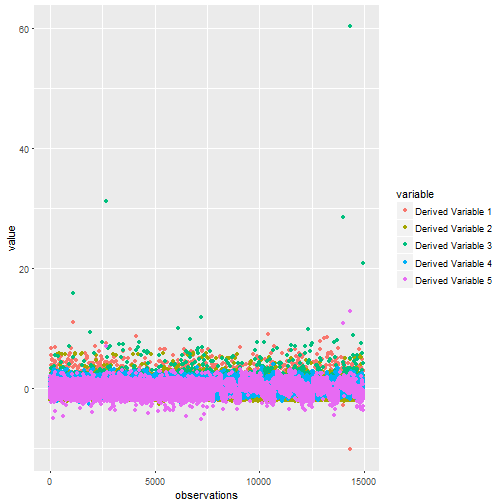 60
40
20
0
value
0 5000 10000 15000
observations
variable
Derived Variable 1
Derived Variable 2
Derived Variable 3
Derived Variable 4
Derived Variable 5